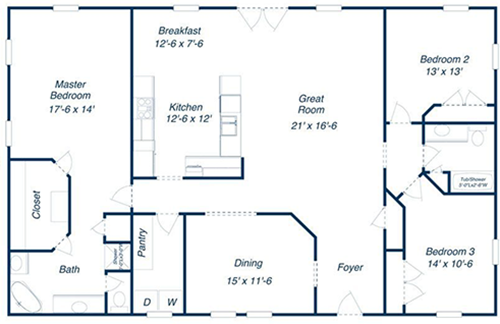 Breakfast
12'-6 x 7'-6
Bedroom 2
13' x 13'
Master
Bedroom
17'-6 x 14'
Kitchen
12'-6 x 12'
Great
Room
21' x 16'-6
Tub/Shower
Closet
Pantry
Shower
Bath
Dining
15' x 11'-6
Foyer
Bedroom 3
14' x 10'-6
D W